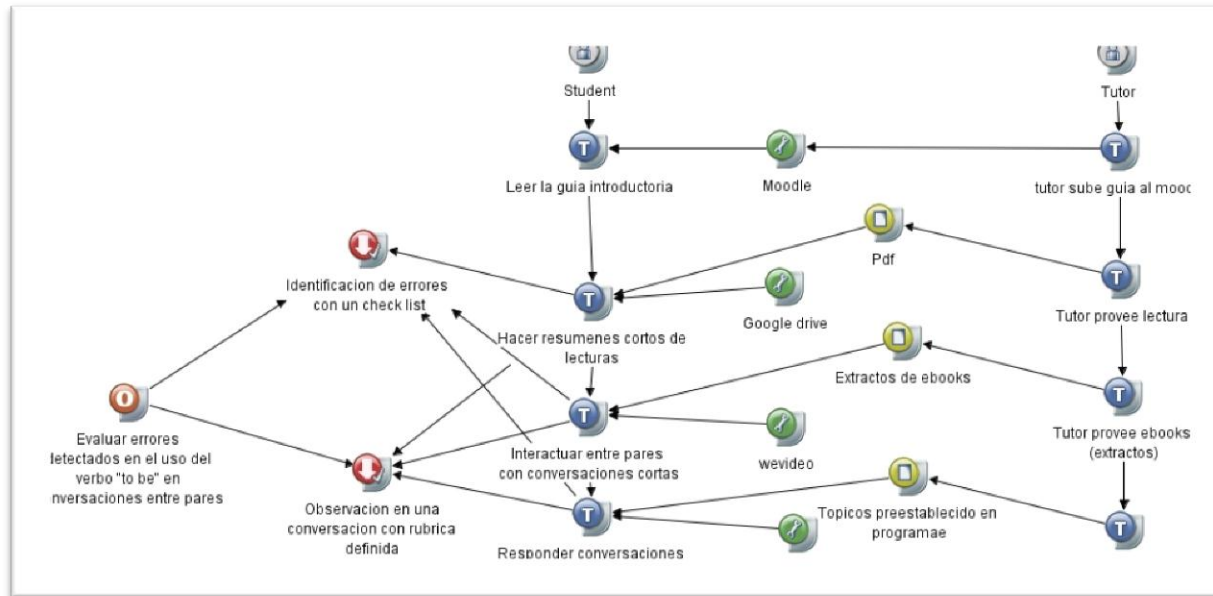 Student
Tutor
Leer la guia introductoria
Moodle
tutor sube guia al mooc
Identificacion de errores
con un check list
Pdf
Hacer resumenes cortos de
lecturas
Google drive
Tutor provee lectura
Extractos de ebooks
Evaluar errores
letectados en el uso del
verbo "to be" en
nversaciones entre pares
Interactuar entre pares
con conversaciones cortas
wevideo
Tutor provee ebooks
(extractos)
Observacion en una
conversacion con rubrica
definida
Responder conversaciones
Topicos preestablecido en
programae
T
T
T
T
T
T
T
T
O